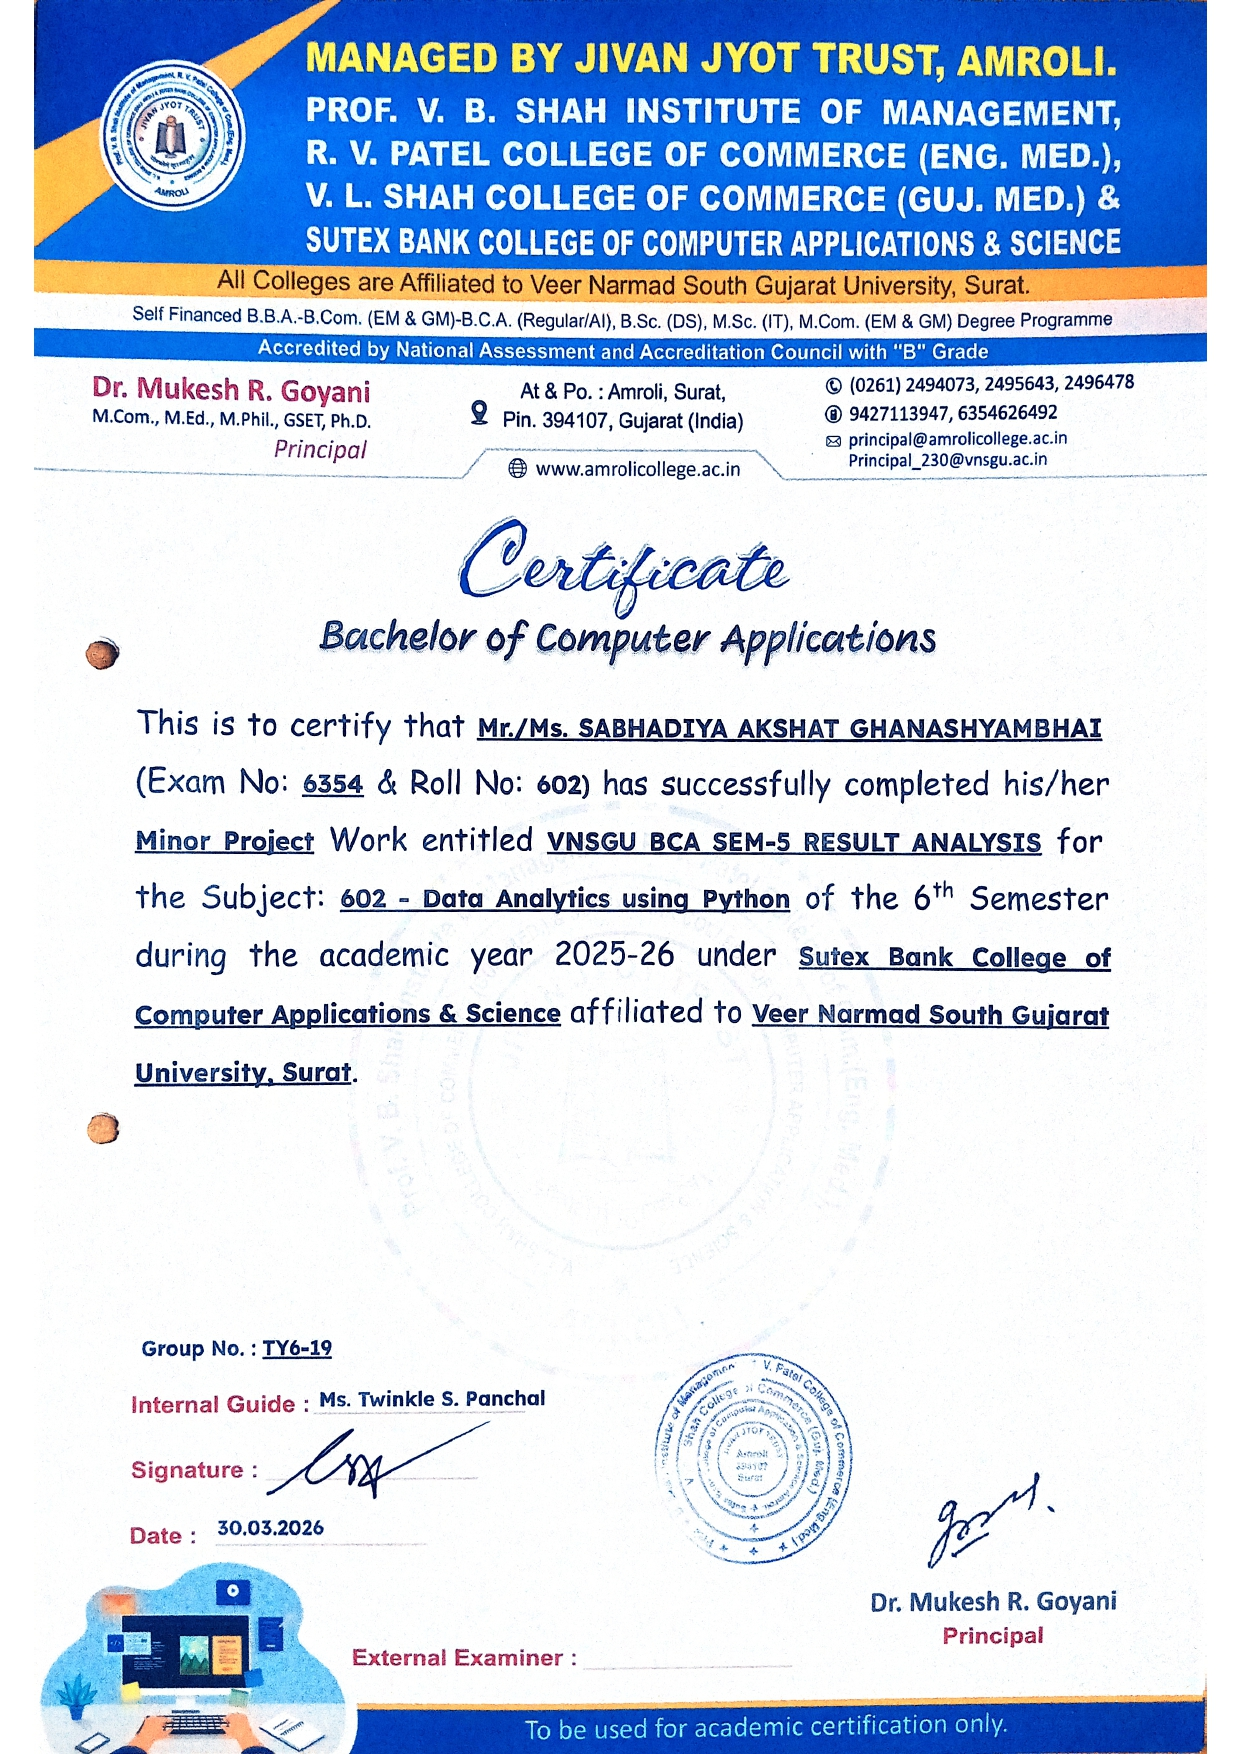 MANAGED BY JIVAN JYOT TRUST, AMROLI.
PROF. V. B. SHAH INSTITUTE OF MANAGEMENT,
R. V. PATEL COLLEGE OF COMMERCE (ENG. MED.),
V. L. SHAH COLLEGE OF COMMERCE (GUJ. MED.) &
SUTEX BANK COLLEGE OF COMPUTER APPLICATIONS & SCIENCE
JIVAN JYOT TRUST
AMROLI
All Colleges are Affiliated to Veer Narmad South Gujarat University, Surat.
Self Financed B.B.A.-B.Com. (EM & GM)-B.C.A. (Regular/AI), B.Sc. (DS), M.Sc. (IT), M.Com. (EM & GM) Degree Programme
Accredited by National Assessment and Accreditation Council with "B" Grade
Dr. Mukesh R. Goyani
M.Com., M.Ed., M.Phil., GSET, Ph.D.
Principal
At & Po. : Amroli, Surat,
Pin. 394107, Gujarat (India)
www.amrolicollege.ac.in
(0261) 2494073, 2495643, 2496478
9427113947, 6354626492
principal@amrolicollege.ac.in
Principal_230@vnsgu.ac.in
Certificate
Bachelor of Computer Applications
This is to certify that Mr./Ms. SABHADIYA AKSHAT GHANASHYAMBHAI
(Exam No: 6354 & Roll No: 602) has successfully completed his/her
Minor Project Work entitled VNSGU BCA SEM-5 RESULT ANALYSIS for
the Subject: 602 - Data Analytics using Python of the 6th Semester
during the academic year 2025-26 under Sutex Bank College of
Computer Applications & Science affiliated to Veer Narmad South Gujarat
University, Surat.
Group No. : TY6-19
Internal Guide : Ms. Twinkle S. Panchal
Signature :
Date : 30.03.2026
Amroli
394107
Surat
Dr. Mukesh R. Goyani
Principal
External Examiner :
To be used for academic certification only.